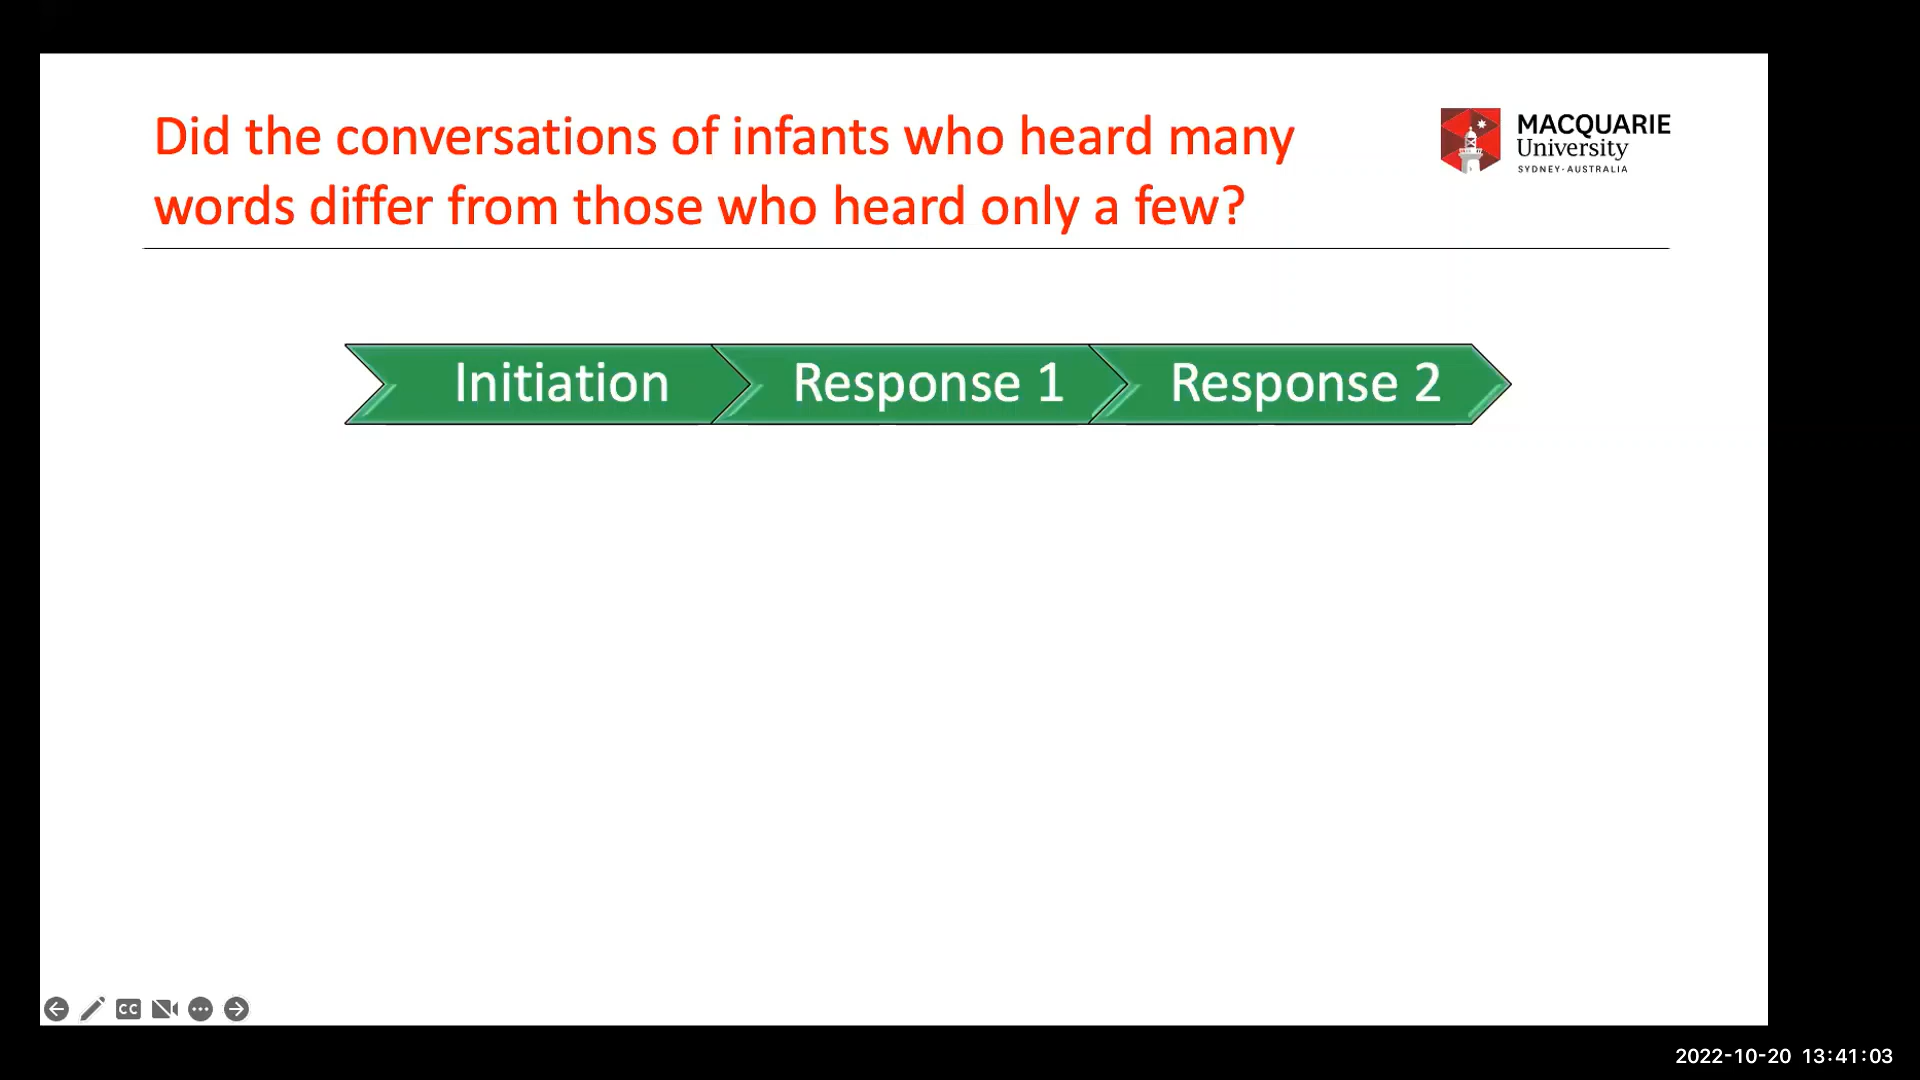 Did the conversations of infants who heard many
words differ from those who heard only a few?
MACQUARIE
University
SYDNEY·AUSTRALIA
Initiation
Response 1
Response 2
CC
2022-10-20 13:41:03